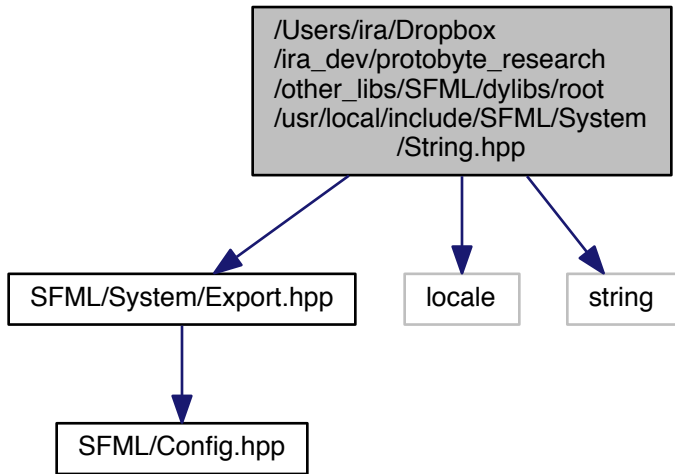 /Users/ira/Dropbox
/ira_dev/protobyte_research
/other_libs/SFML/dylibs/root
/usr/local/include/SFML/System
/String.hpp
SFML/System/Export.hpp
locale
string
SFML/Config.hpp